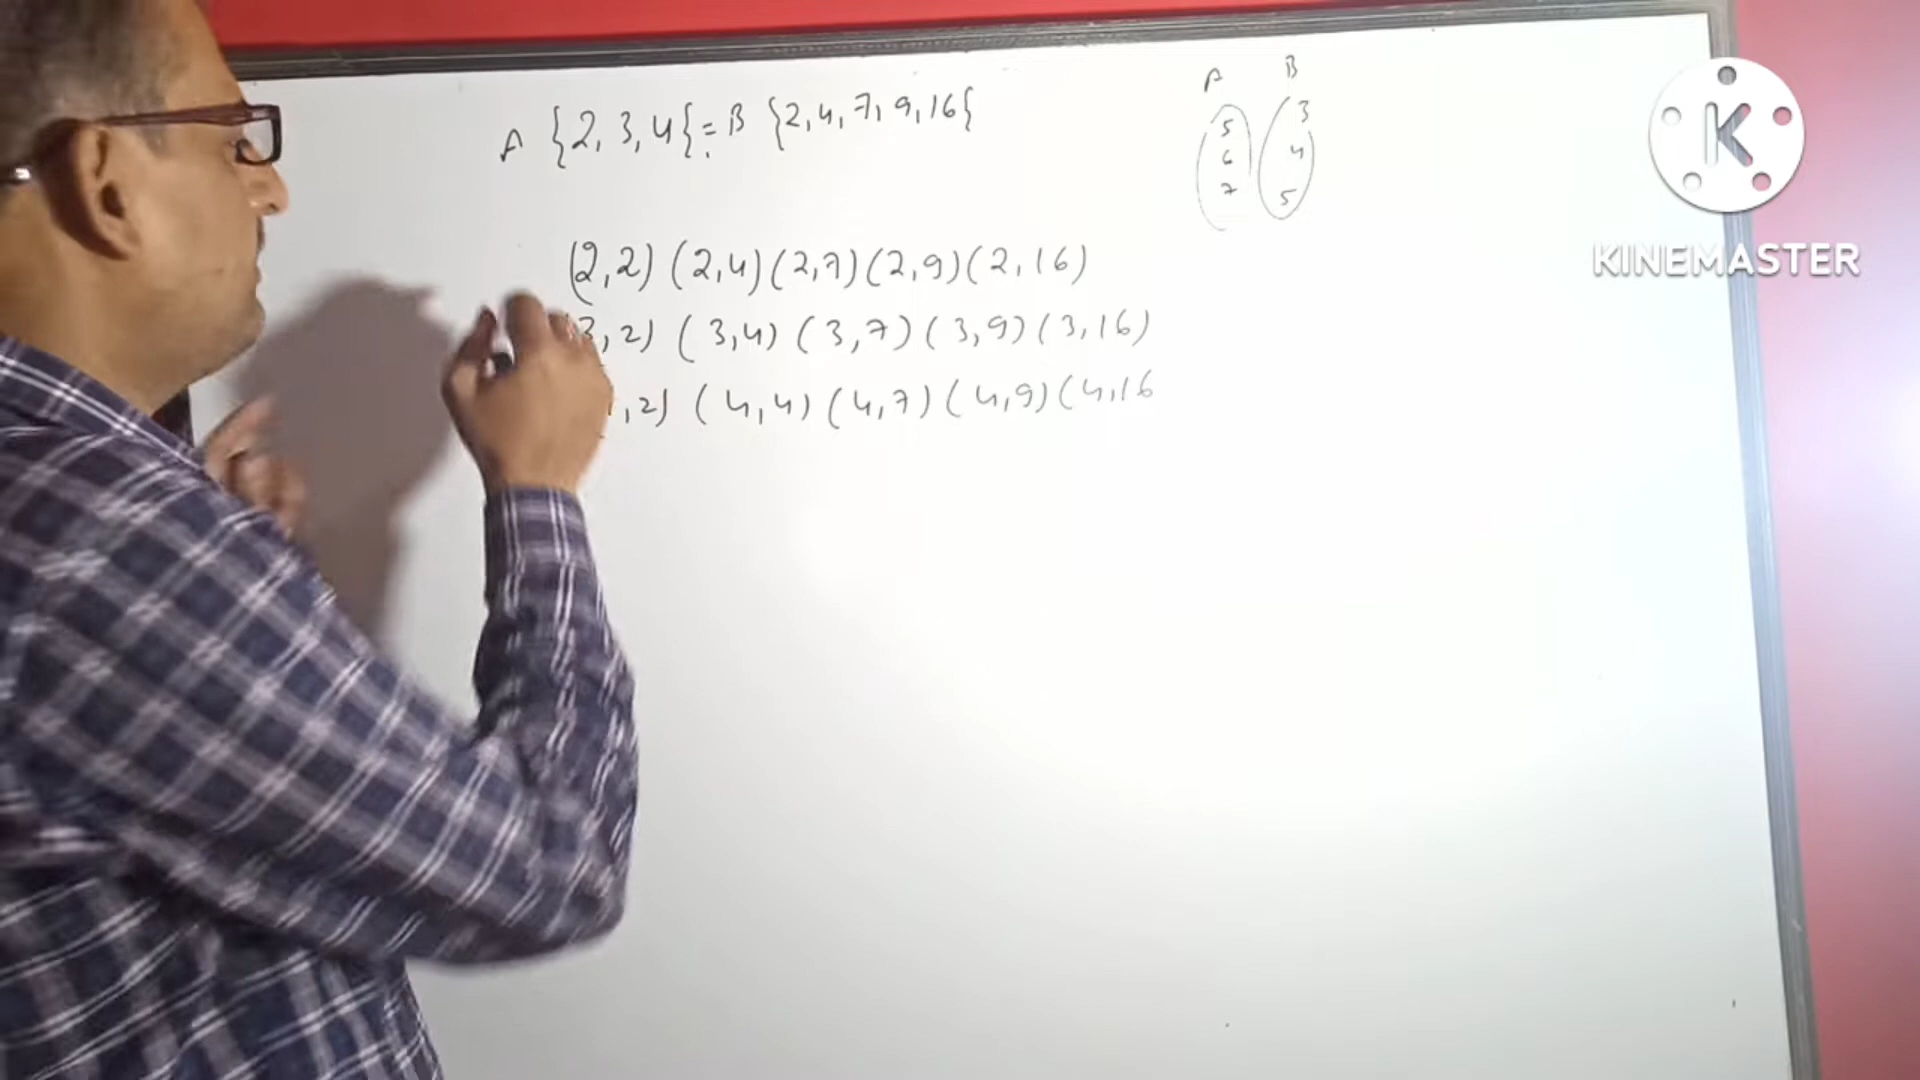 A {2, 3, 4{ = B {2, 4, 7, 9, 16{
(2,2) (2,4) (2,7) (2,9) (2,16)
3,2) (3,4) (3,7) (3,9) (3,16)
,2) (4,4) (4,7) (4,9) (4,16
A B
5 3
6 4
7 5
K
KINEMASTER